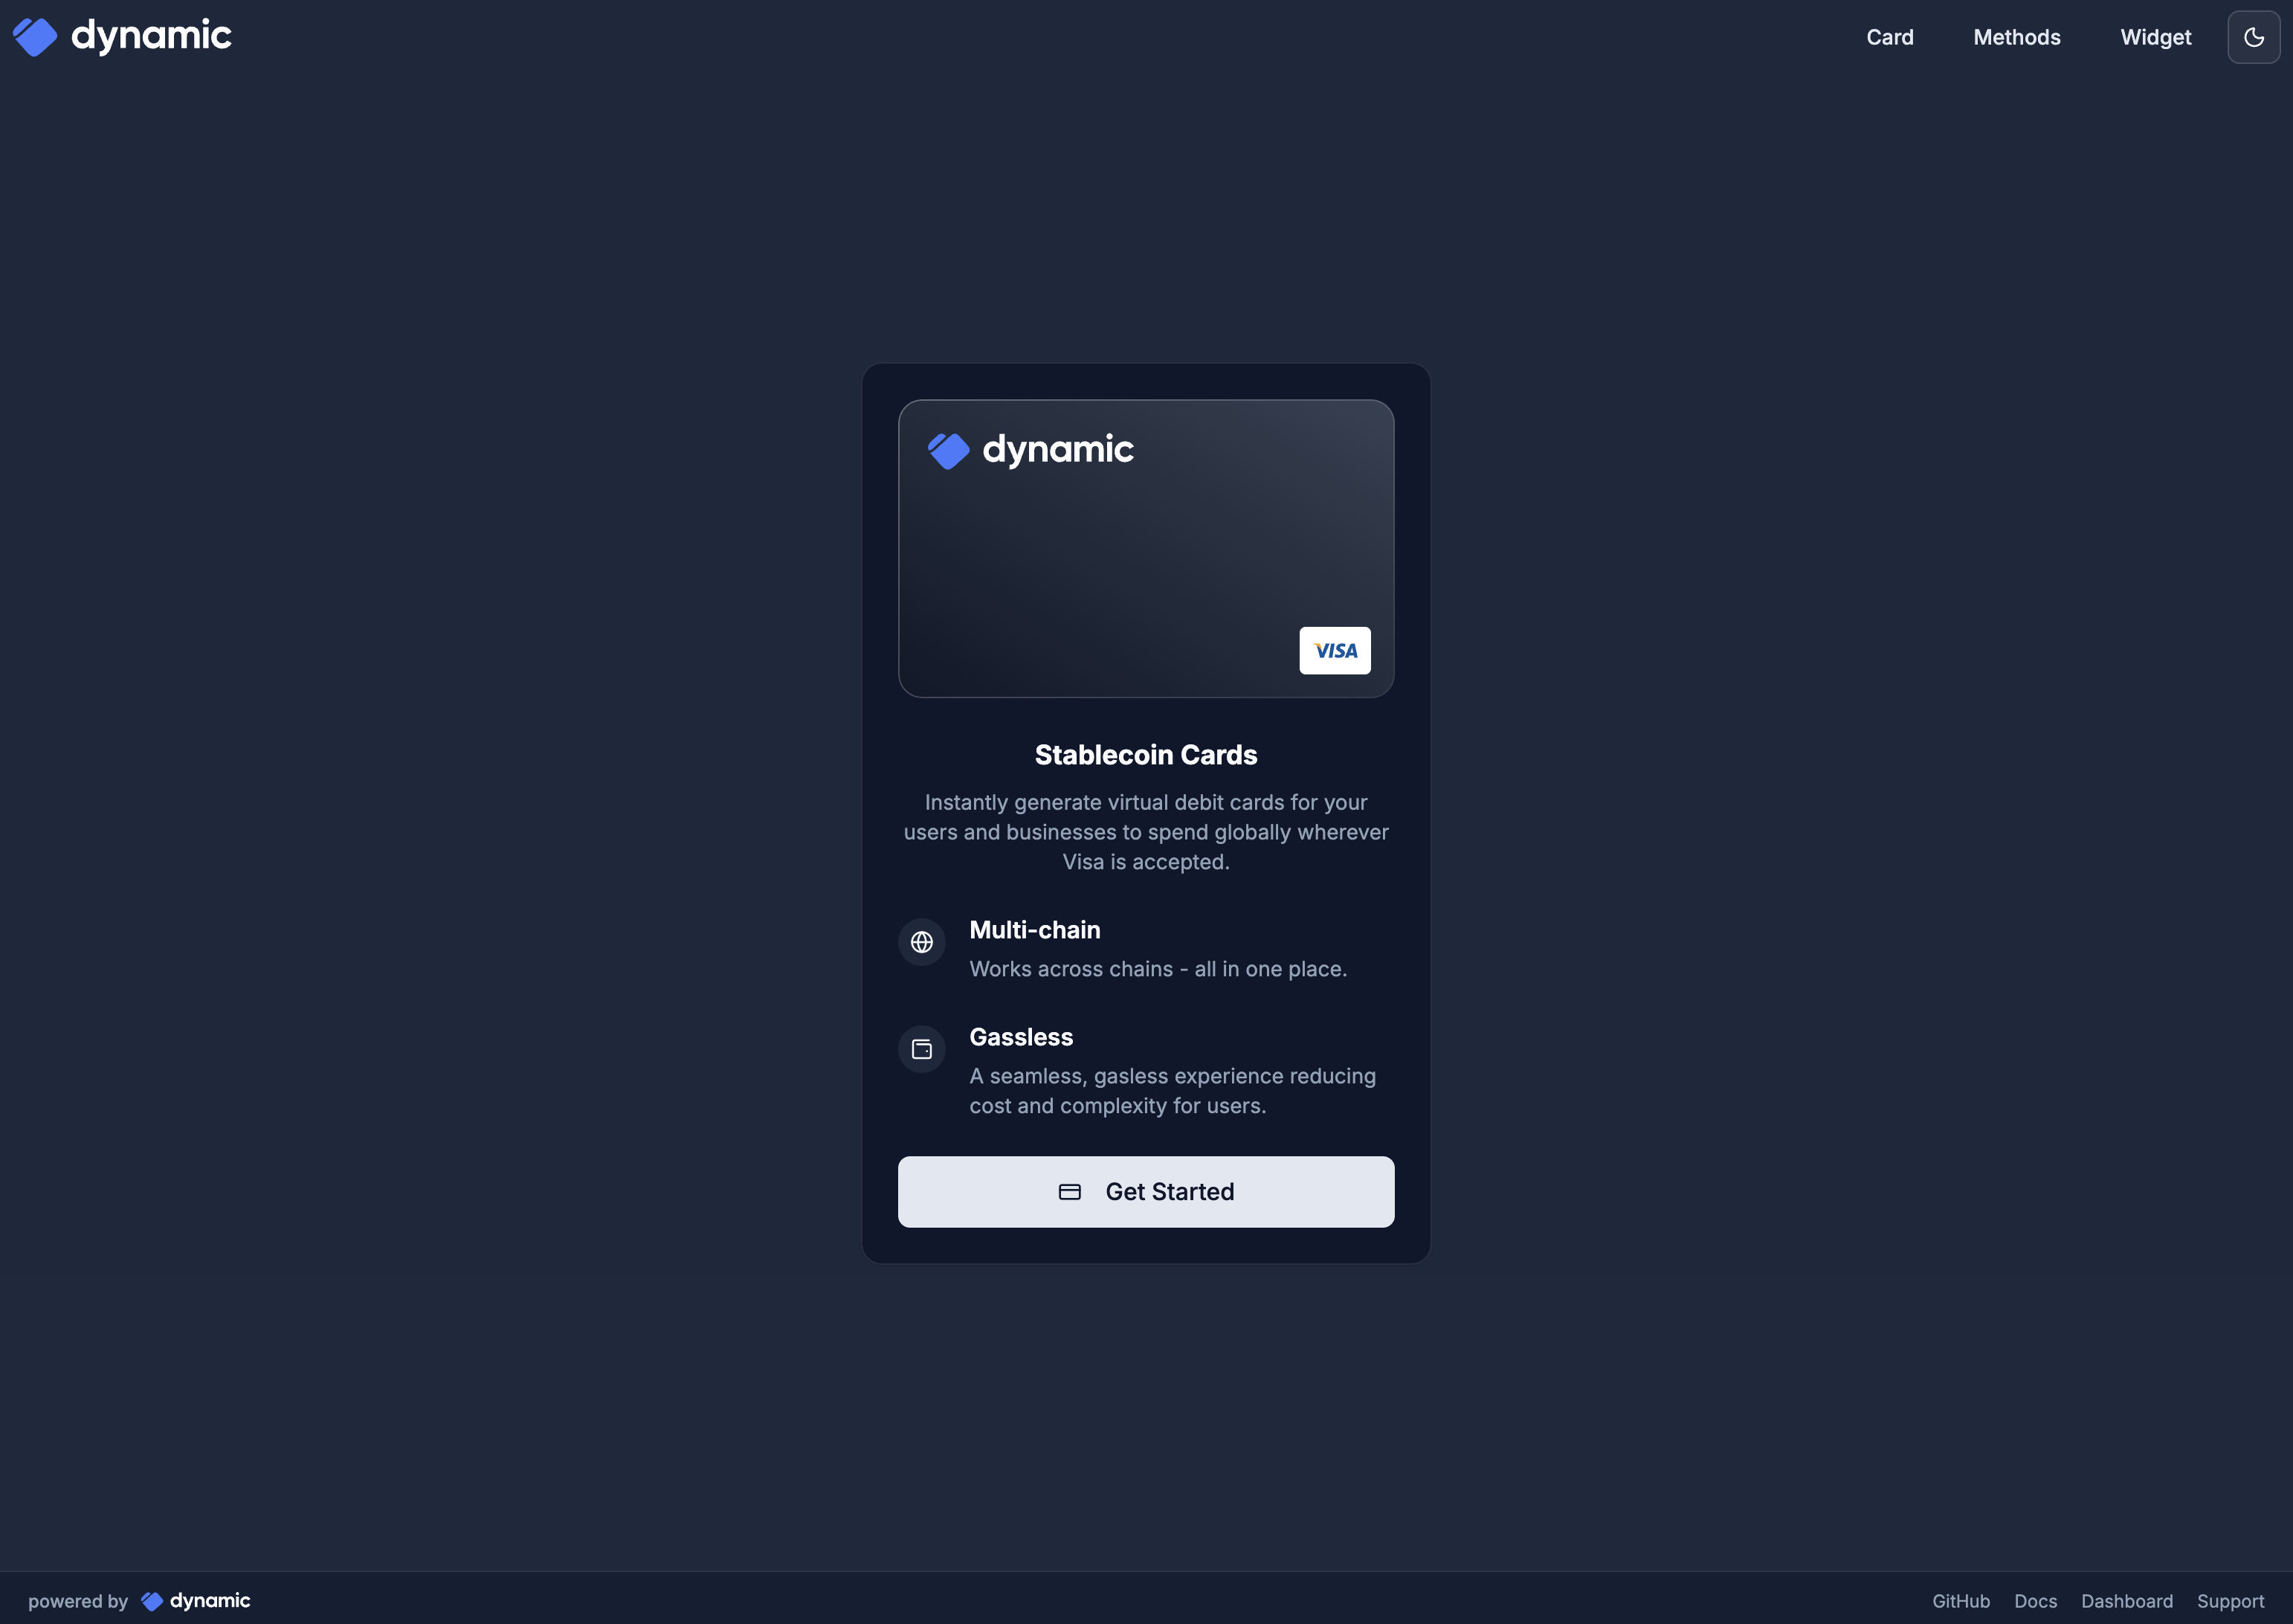 dynamic
Card
Methods
Widget
dynamic
VISA
Stablecoin Cards
Instantly generate virtual debit cards for your
users and businesses to spend globally wherever
Visa is accepted.
Multi-chain
Works across chains - all in one place.
Gassless
A seamless, gasless experience reducing
cost and complexity for users.
Get Started
powered by dynamic
GitHub
Docs
Dashboard
Support